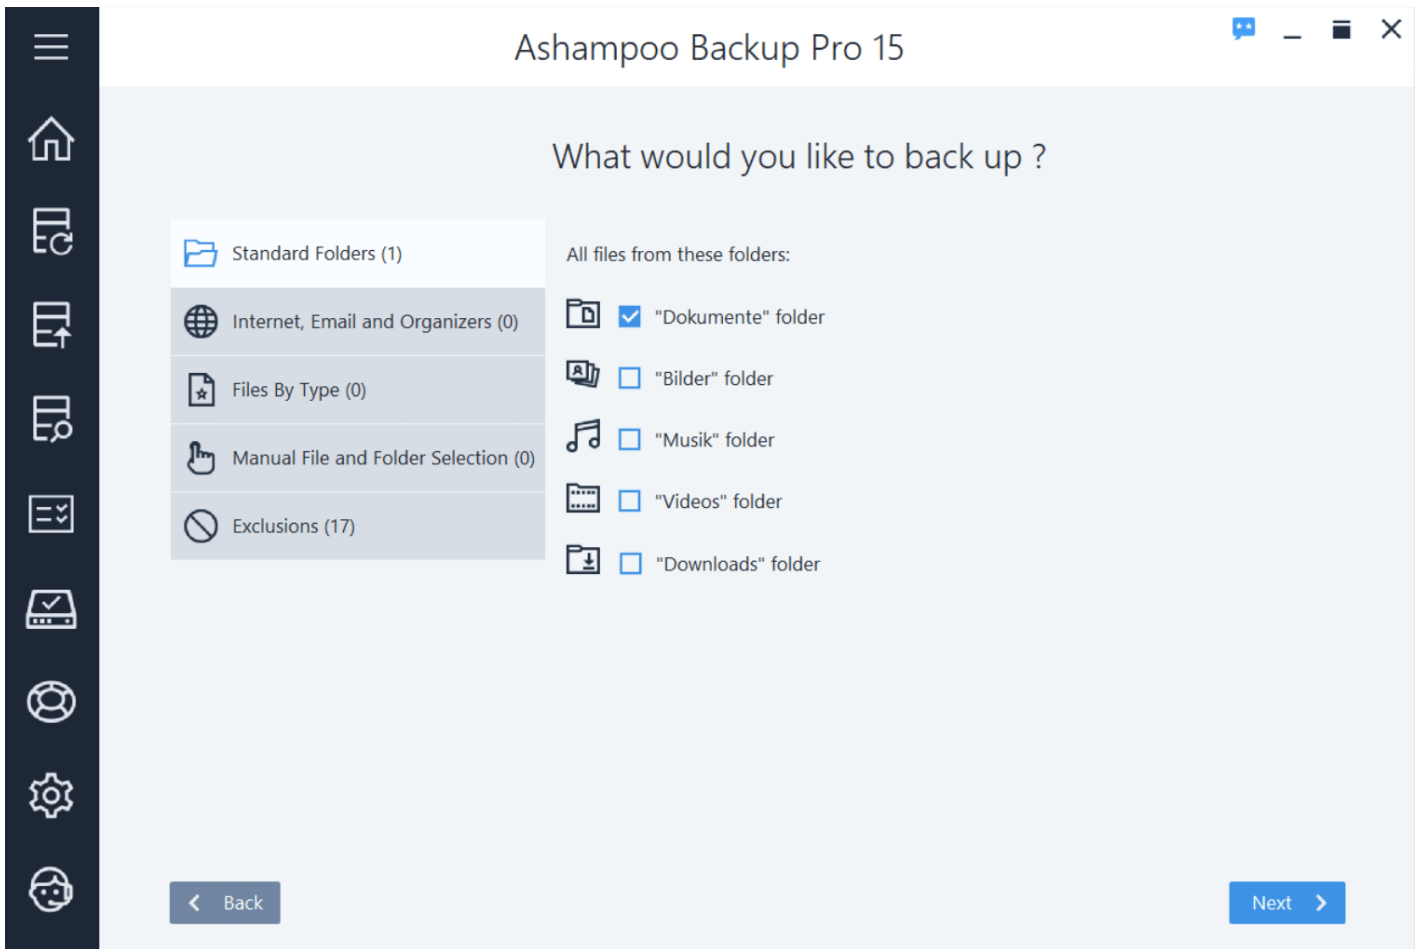 Ashampoo Backup Pro 15
What would you like to back up ?
Standard Folders (1)
Internet, Email and Organizers (0)
Files By Type (0)
Manual File and Folder Selection (0)
Exclusions (17)
All files from these folders:
"Dokumente" folder
"Bilder" folder
"Musik" folder
"Videos" folder
"Downloads" folder
Back
Next